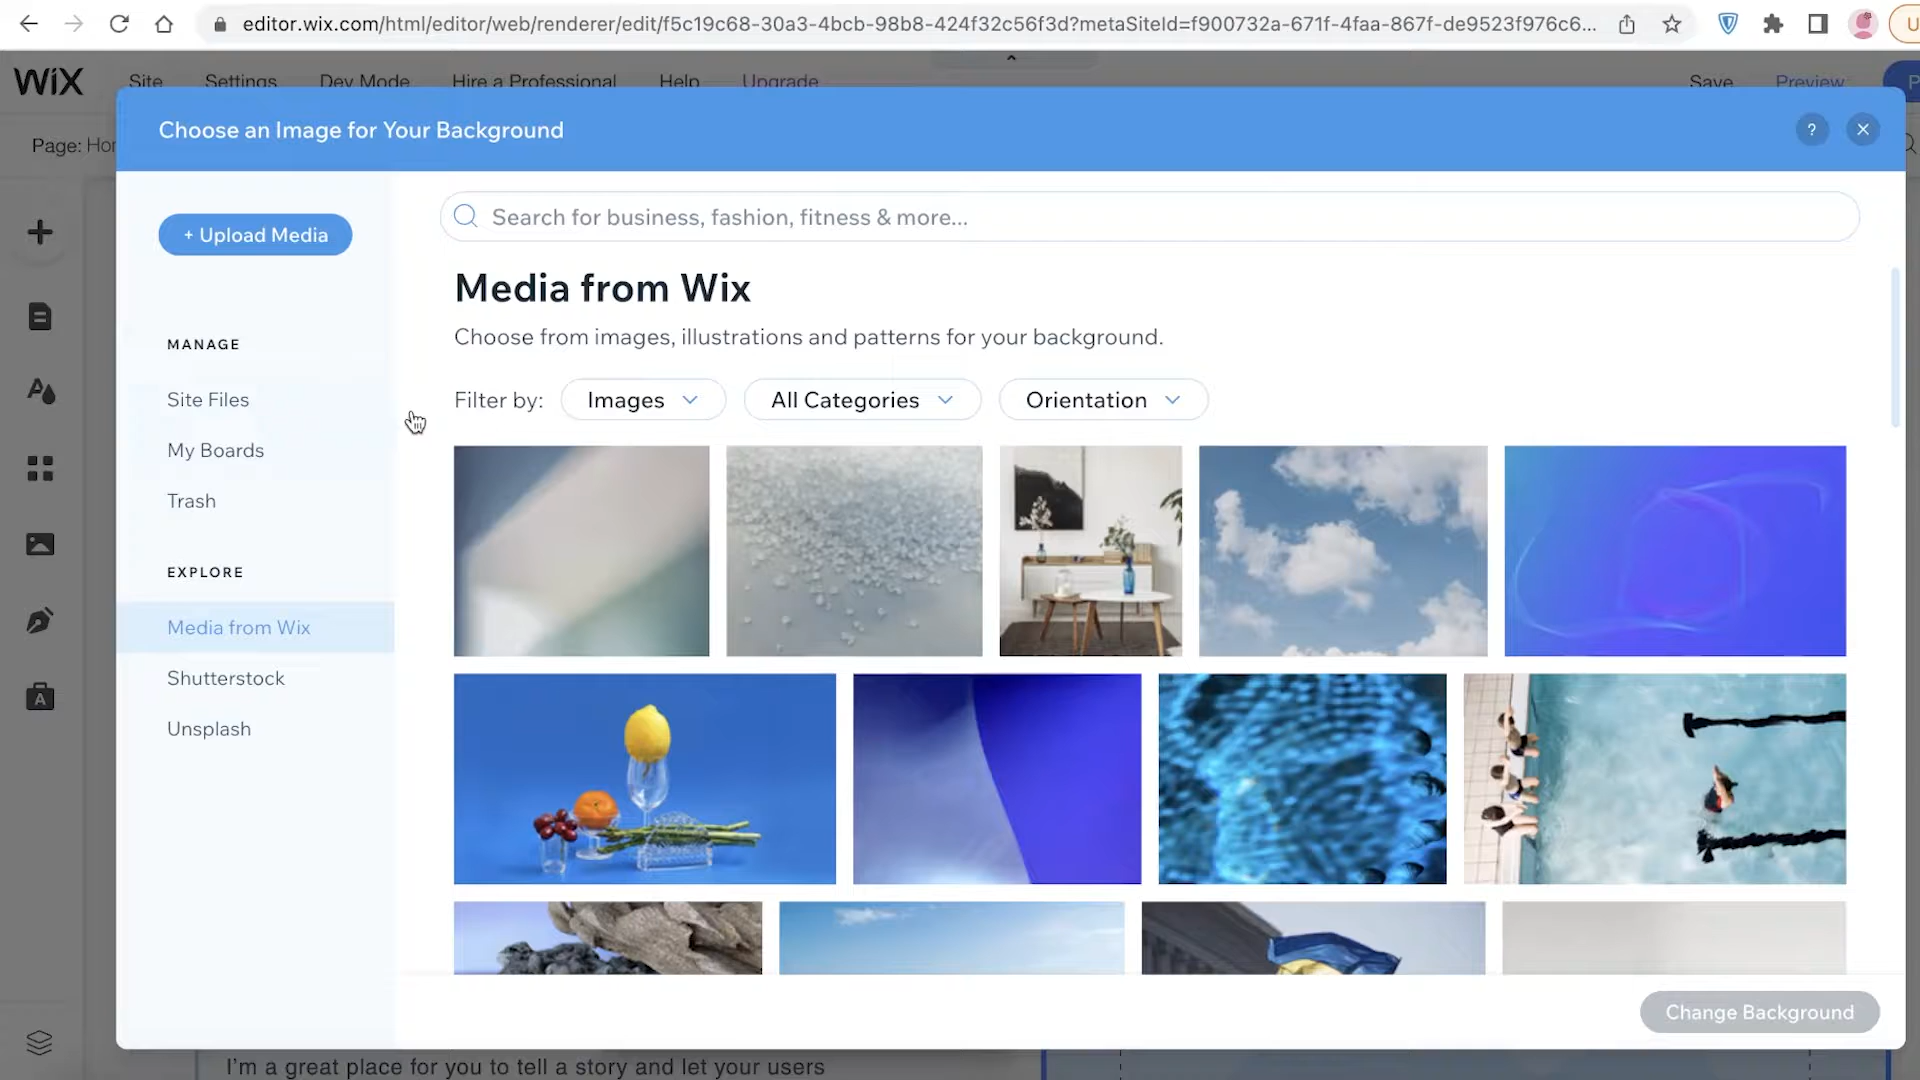 editor.wix.com/html/editor/web/renderer/edit/f5c19c68-30a3-4bcb-98b8-424f32c56f3d?metaSiteId=f900732a-671f-4faa-867f-de9523f976c6...
U
WiX Site Settings Dev Mode Hire a Professional Help Upgrade Save Preview P
Page: Hor
Choose an Image for Your Background
?
+ Upload Media
Search for business, fashion, fitness & more...
Media from Wix
Choose from images, illustrations and patterns for your background.
Filter by: Images All Categories Orientation
MANAGE
Site Files
My Boards
Trash
EXPLORE
Media from Wix
Shutterstock
Unsplash
A
Change Background
I'm a great place for you to tell a story and let your users